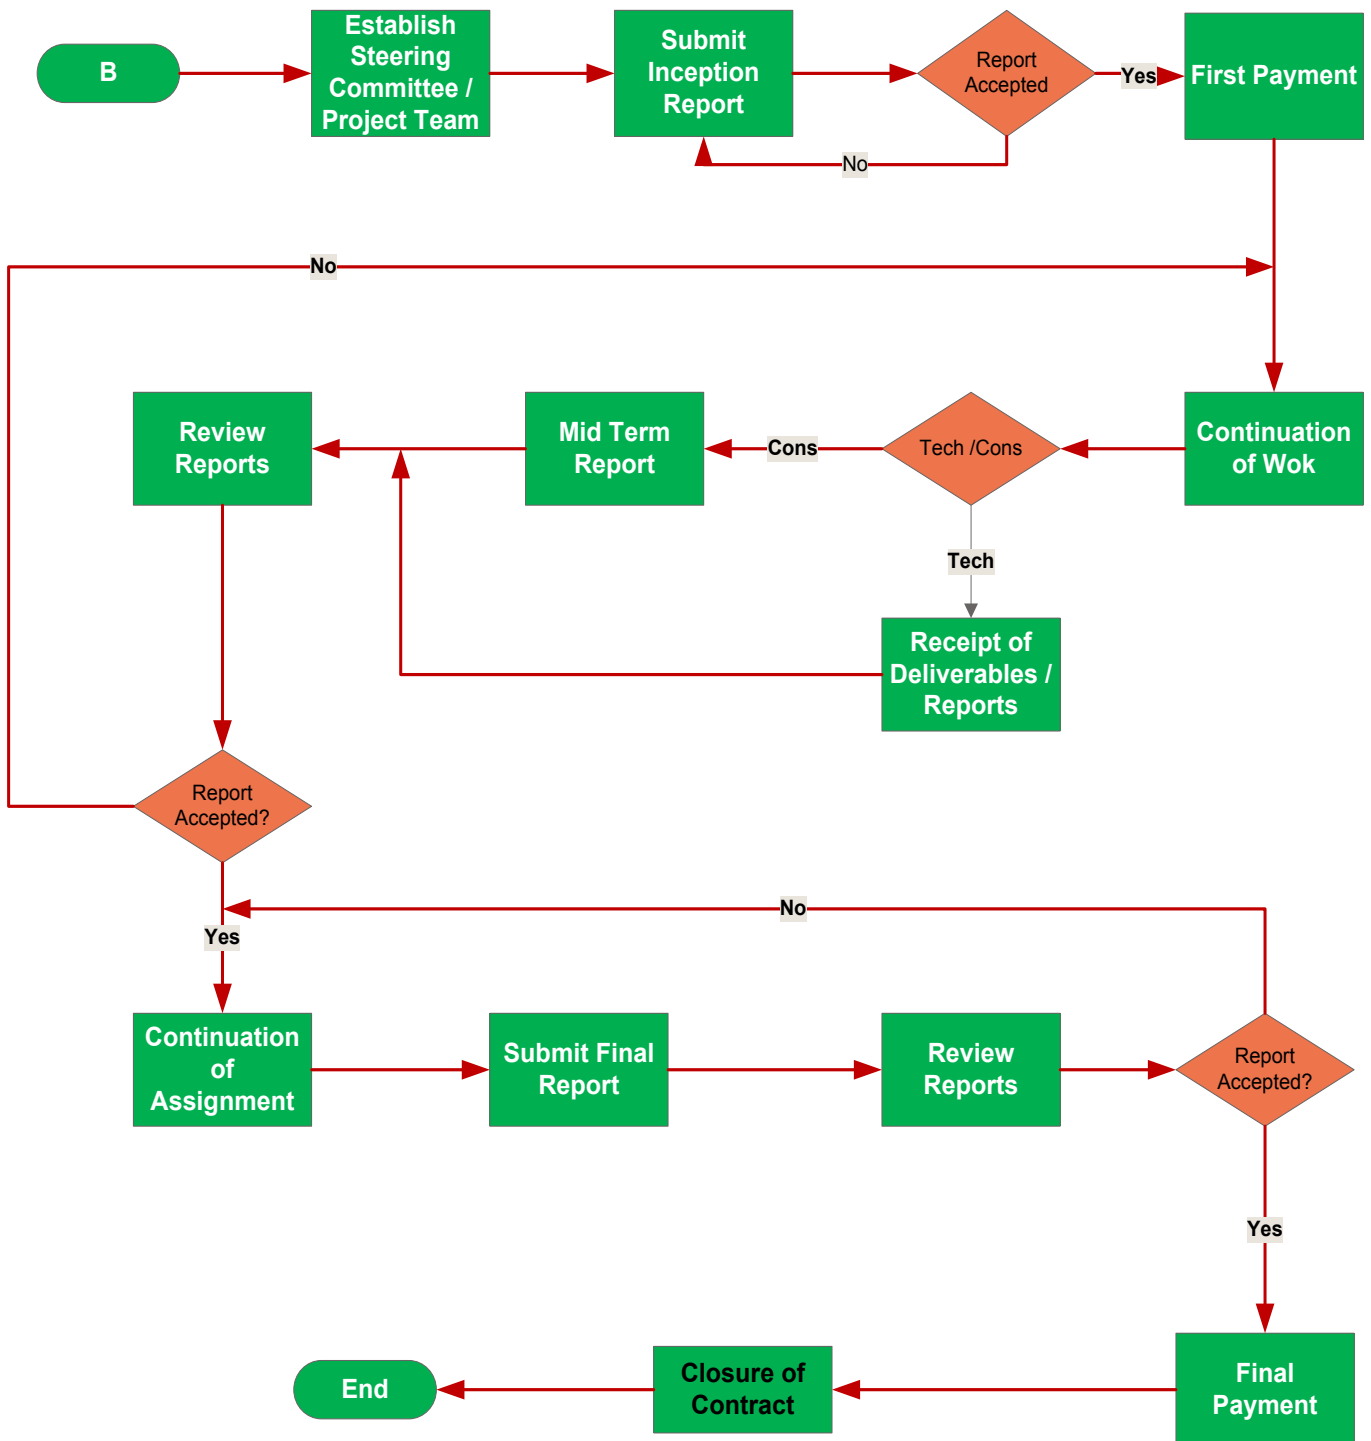 B
Establish
Steering
Committee /
Project Team
Submit
Inception
Report
Report
Accepted
Yes
First Payment
No
No
Review
Reports
Mid Term
Report
Cons
Tech /Cons
Continuation
of Wok
Tech
Receipt of
Deliverables /
Reports
Report
Accepted?
No
Yes
Continuation
of
Assignment
Submit Final
Report
Review
Reports
Report
Accepted?
Yes
End
Closure of
Contract
Final
Payment